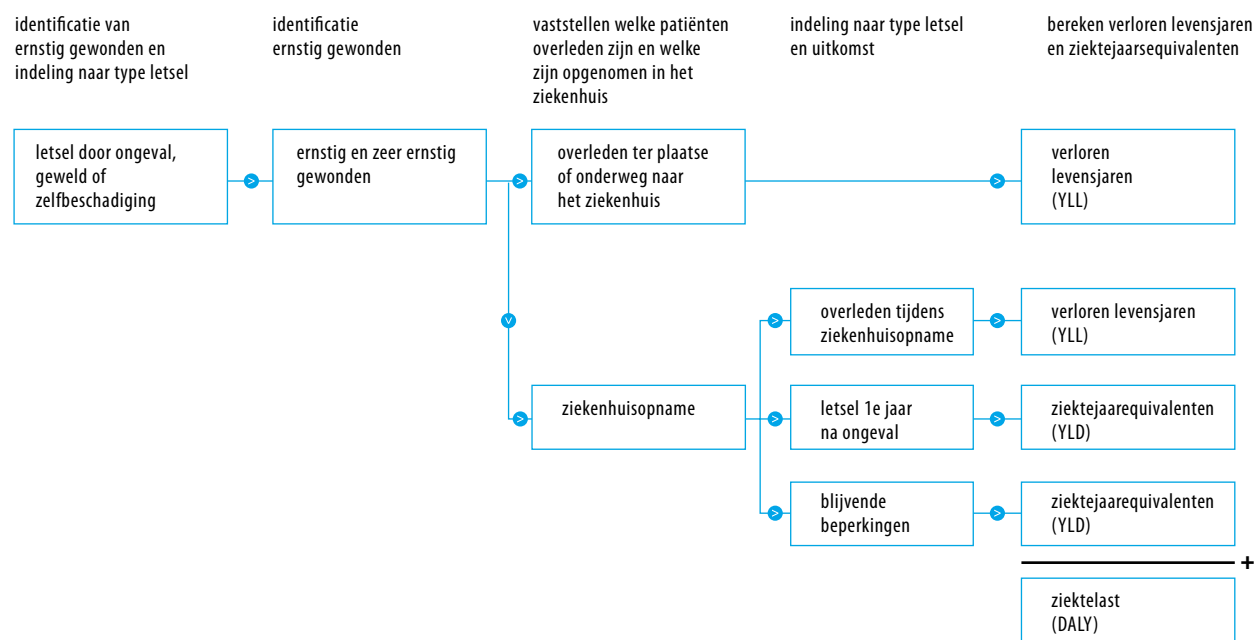 identificatie van
ernstig gewonden en
indeling naar type letsel
identificatie
ernstig gewonden
vaststellen welke patiënten
overleden zijn en welke
zijn opgenomen in het
ziekenhuis
indeling naar type letsel
en uitkomst
bereken verloren levensjaren
en ziektejaarsequivalenten
letsel door ongeval,
geweld of
zelfbeschadiging
ernstig en zeer ernstig
gewonden
overleden ter plaatse
of onderweg naar
het ziekenhuis
verloren
levensjaren
(YLL)
overleden tijdens
ziekenhuisopname
verloren levensjaren
(YLL)
ziekenhuisopname
letsel 1e jaar
na ongeval
ziektejaarequivalenten
(YLD)
blijvende
beperkingen
ziektejaarequivalenten
(YLD)
+
ziektelast
(DALY)